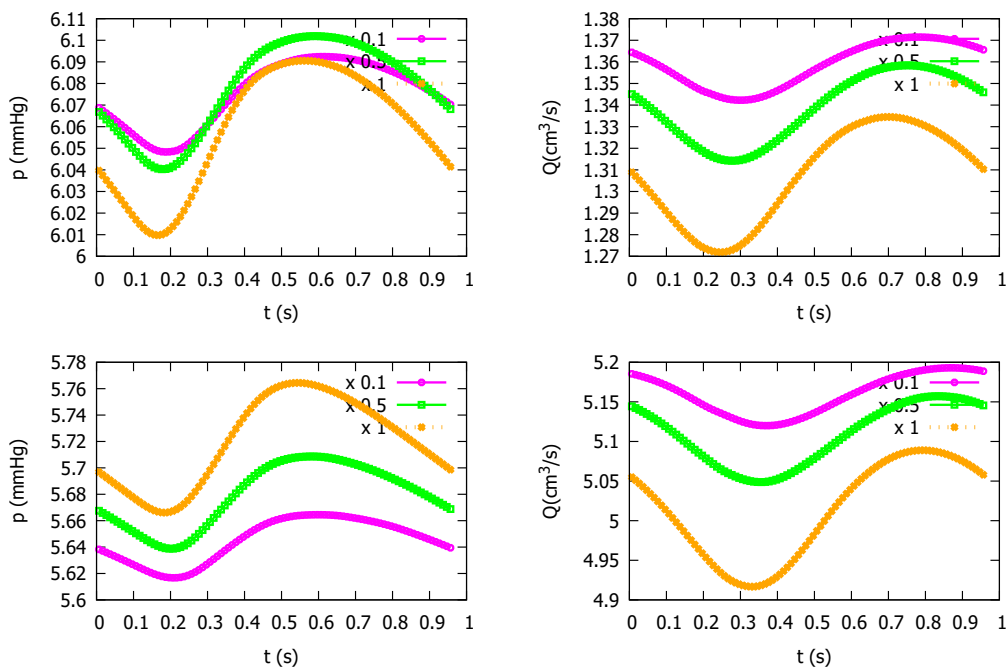 6.11
6.1
6.09
6.08
6.07
6.06
6.05
6.04
6.03
6.02
6.01
6
p (mmHg)
x 0.1
x 0.5
x 1
0 0.1 0.2 0.3 0.4 0.5 0.6 0.7 0.8 0.9 1
t (s)
1.38
1.37
1.36
1.35
1.34
1.33
1.32
1.31
1.3
1.29
1.28
1.27
Q(cm³/s)
x 0.1
x 0.5
x 1
0 0.1 0.2 0.3 0.4 0.5 0.6 0.7 0.8 0.9 1
t (s)
5.78
5.76
5.74
5.72
5.7
5.68
5.66
5.64
5.62
5.6
p (mmHg)
x 0.1
x 0.5
x 1
0 0.1 0.2 0.3 0.4 0.5 0.6 0.7 0.8 0.9 1
t (s)
5.2
5.15
5.1
5.05
5
4.95
4.9
Q(cm³/s)
x 0.1
x 0.5
x 1
0 0.1 0.2 0.3 0.4 0.5 0.6 0.7 0.8 0.9 1
t (s)